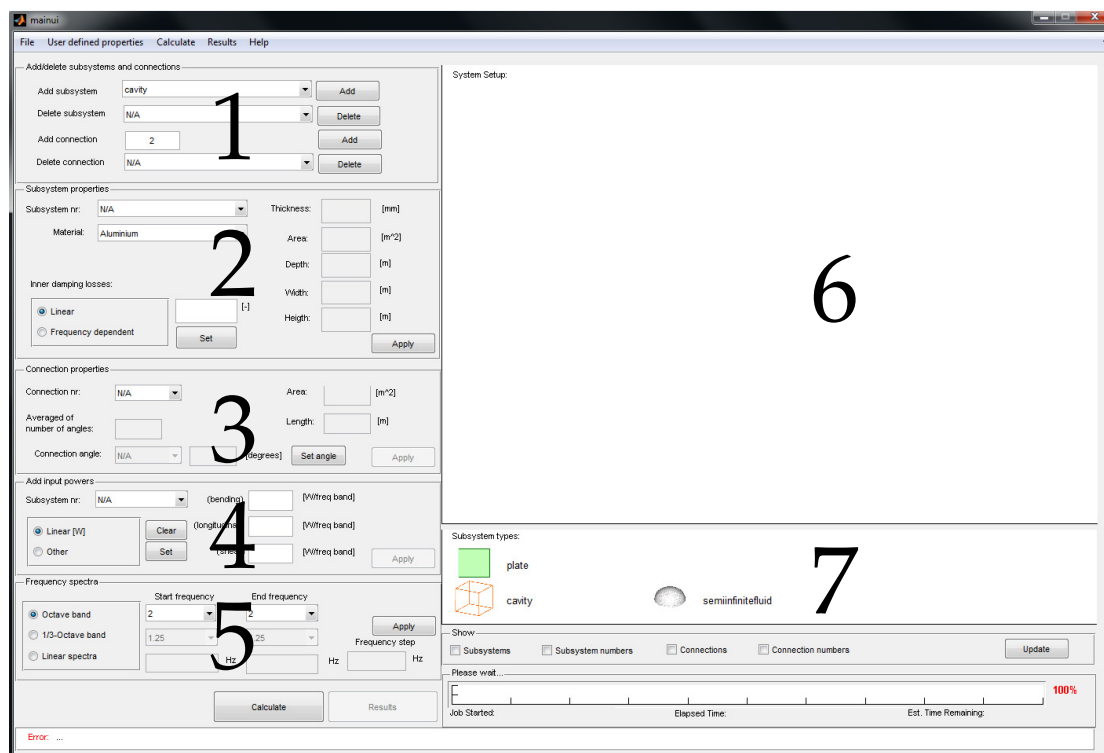 mainui
File User defined properties Calculate Results Help
Add/delete subsystems and connections
Add subsystem cavity Add
Delete subsystem N/A Delete
Add connection 2 Add
Delete connection N/A Delete
1
Subsystem properties
Subsystem nr: N/A Thickness: [mm]
Material: Aluminium Area: [m^2]
Depth: [m]
Inner damping losses: Width: [m]
Linear [-] Heigth: [m]
Frequency dependent Set Apply
2
Connection properties
Connection nr: N/A Area: [m^2]
Averaged of
number of angles: Length: [m]
Connection angle: N/A [degrees] Set angle Apply
3
Add input powers
Subsystem nr: N/A (bending) [W/freq band]
Linear [W] Clear [W/freq band]
Other Set [W/freq band] Apply
4
Frequency spectra
Start frequency End frequency
Octave band 2 2 Apply
1/3-Octave band 1.25 Frequency step
Linear spectra Hz Hz Hz
5
Calculate Results
System Setup:
6
Subsystem types:
plate
cavity semiinfinitefluid
7
Show
Subsystems Subsystem numbers Connections Connection numbers Update
Please wait...
100%
Job Started: Elapsed Time: Est. Time Remaining:
Error: ...